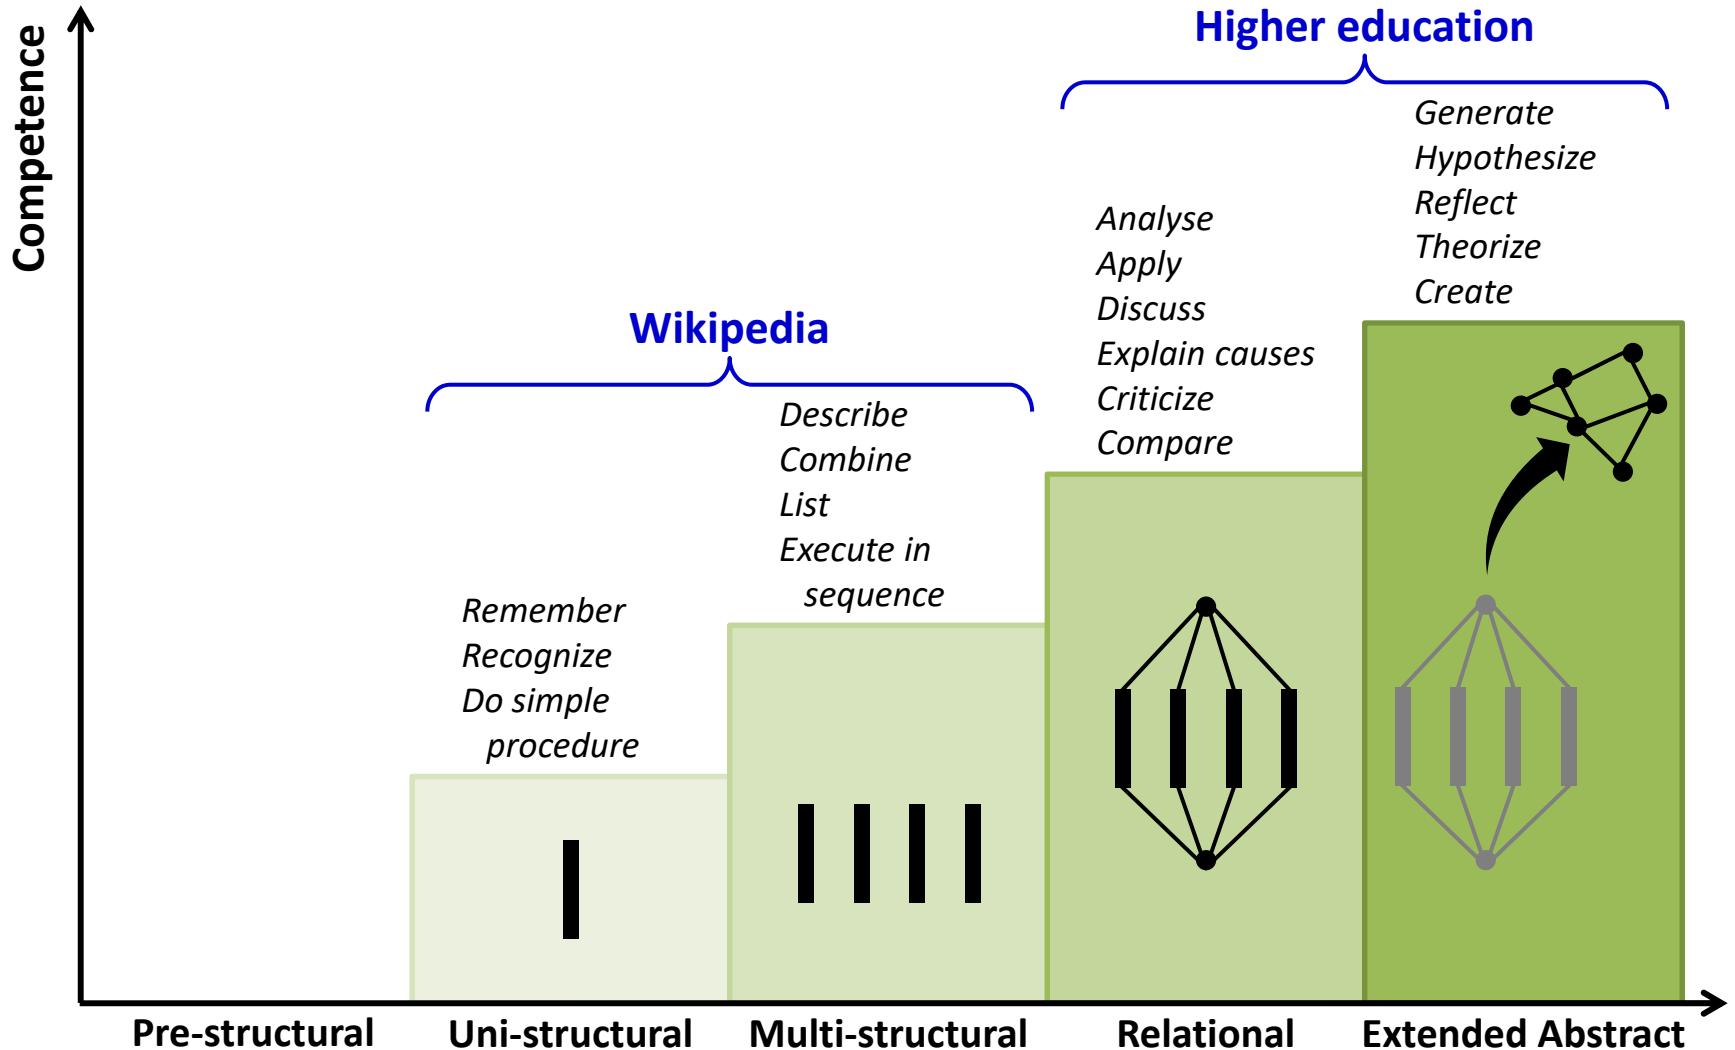 Competence
Higher education
Generate
Hypothesize
Reflect
Theorize
Create
Analyse
Apply
Discuss
Explain causes
Criticize
Compare
Wikipedia
Describe
Combine
List
Execute in
sequence
Remember
Recognize
Do simple
procedure
Pre-structural
Uni-structural
Multi-structural
Relational
Extended Abstract